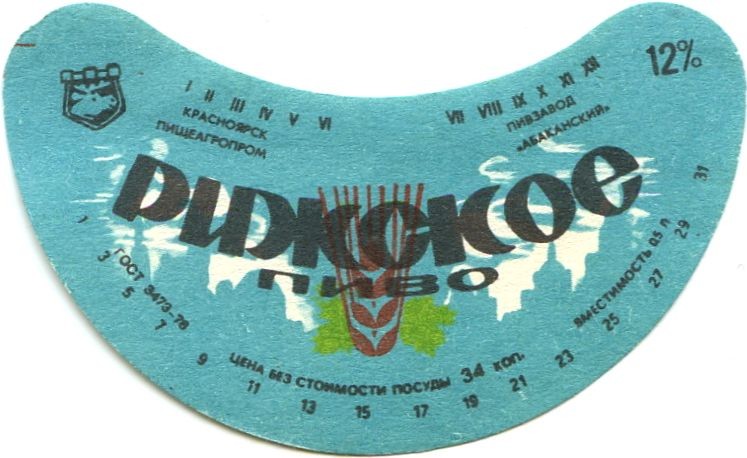 12%
I II III IV V VI
VII VIII IX X XI XII
КРАСНОЯРСК
ПИЩЕАГРОПРОМ
ПИВЗАВОД
«АБАКАНСКИЙ»
РИЖСКОЕ
ПИВО
ГОСТ 3473-78
ЦЕНА БЕЗ СТОИМОСТИ ПОСУДЫ 34 КОП.
ВМЕСТИМОСТЬ 0,5 Л
1 3 5 7 9 11 13 15 17 19 21 23 25 27 29 31